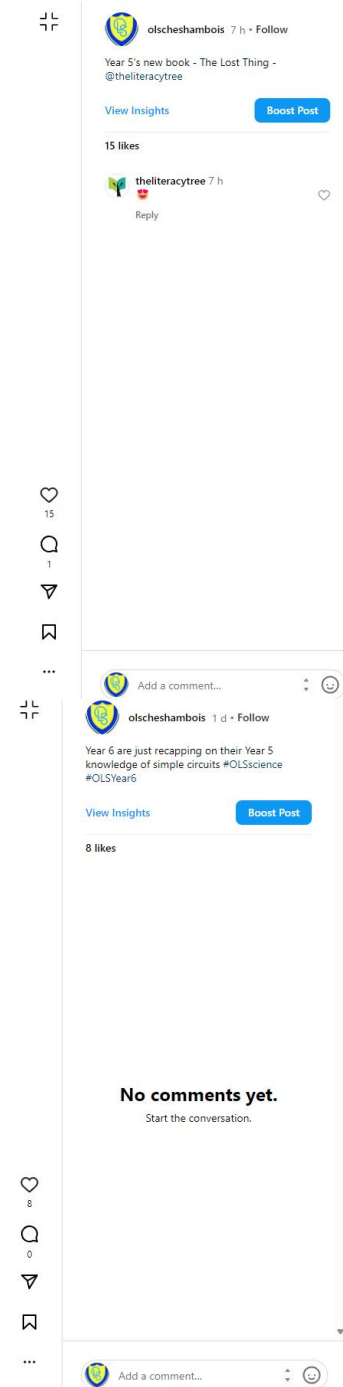 olscheshambois 7 h • Follow
Year 5's new book - The Lost Thing -
@theliteracytree
View Insights
Boost Post
15 likes
theliteracytree 7 h
😍
Reply
15
1
Add a comment...
olscheshambois 1 d • Follow
Year 6 are just recapping on their Year 5
knowledge of simple circuits #OLSscience
#OLSYear6
View Insights
Boost Post
8 likes
No comments yet.
Start the conversation.
8
0
Add a comment...